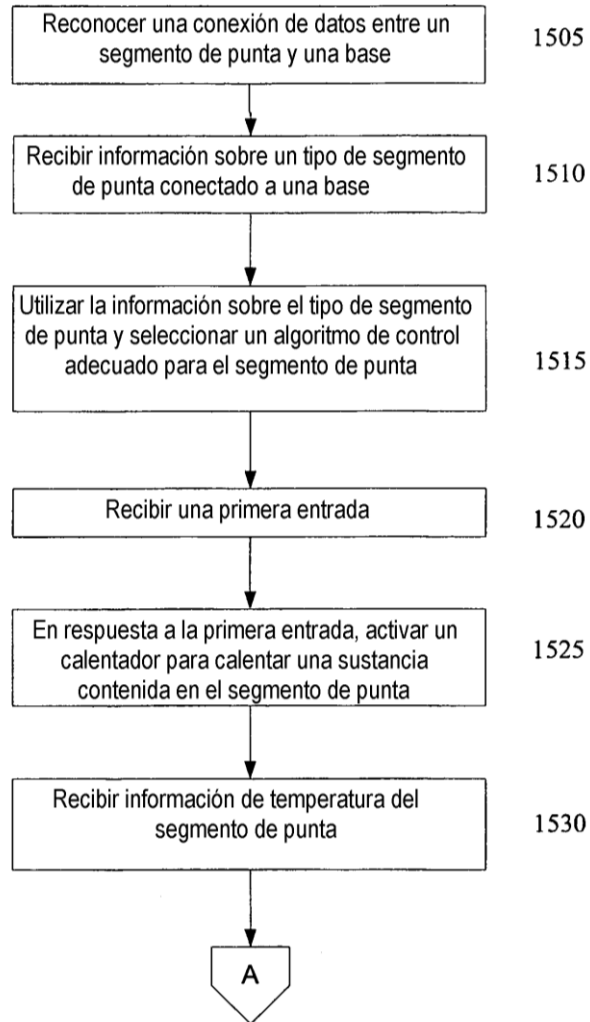 Reconocer una conexión de datos entre un
segmento de punta y una base
1505
Recibir información sobre un tipo de segmento
de punta conectado a una base
1510
Utilizar la información sobre el tipo de segmento
de punta y seleccionar un algoritmo de control
adecuado para el segmento de punta
1515
Recibir una primera entrada
1520
En respuesta a la primera entrada, activar un
calentador para calentar una sustancia
contenida en el segmento de punta
1525
Recibir información de temperatura del
segmento de punta
1530
A